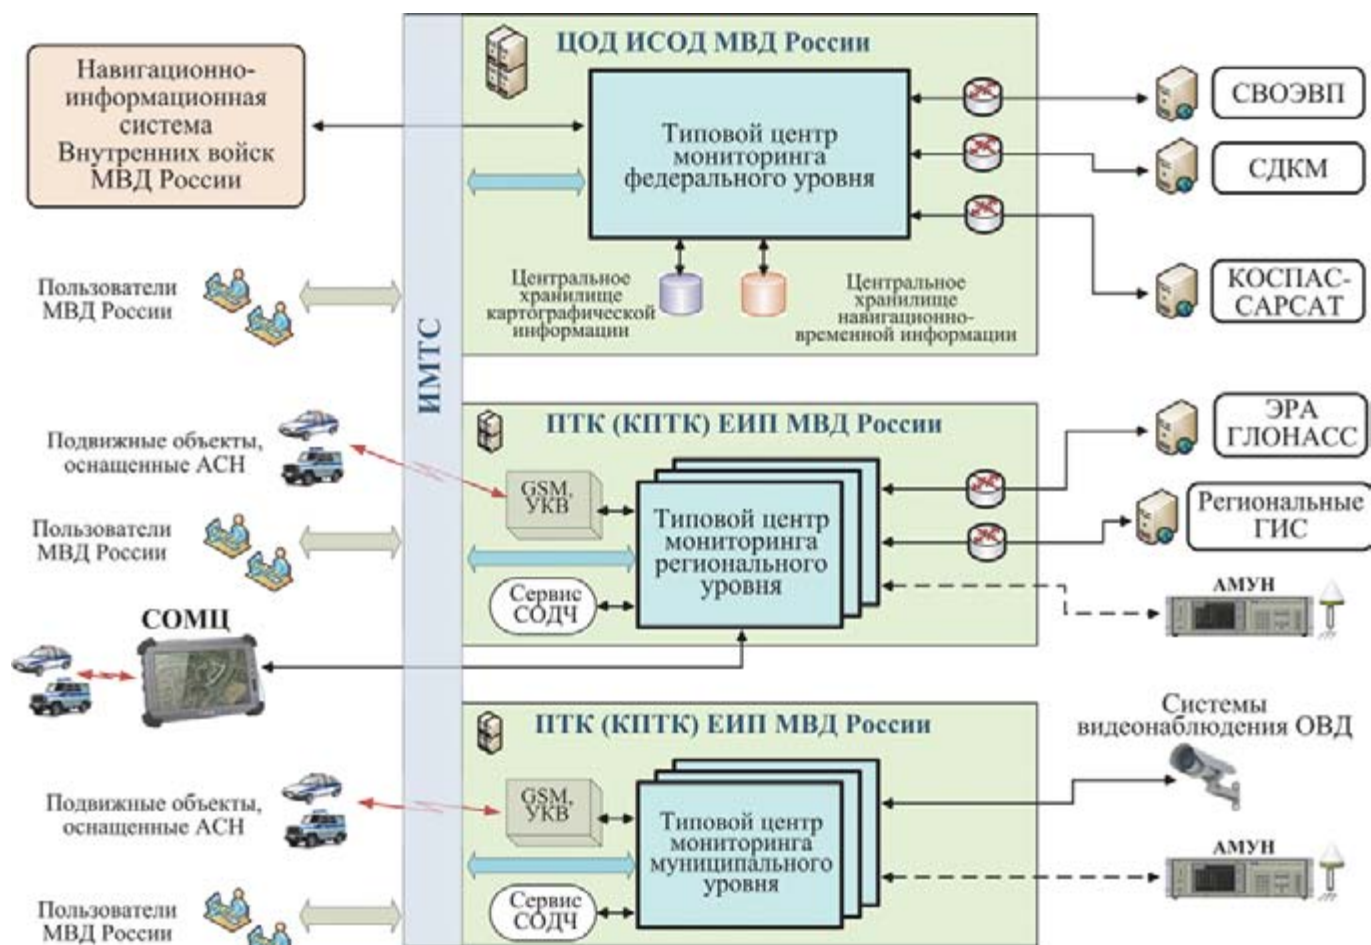 ЦОД ИСОД МВД России
Навигационно-
информационная
система
Внутренних войск
МВД России
Типовой центр
мониторинга
федерального уровня
СВОЭВП
СДКМ
КОСПАС-
САРСАТ
Пользователи
МВД России
Центральное
хранилище
картографической
информации
Центральное
хранилище
навигационно-
временной информации
ИМТС
ПТК (КПТК) ЕИП МВД России
Подвижные объекты,
оснащенные АСН
GSM,
УКВ
Типовой центр
мониторинга
регионального
уровня
ЭРА
ГЛОНАСС
Региональные
ГИС
Пользователи
МВД России
Сервис
СОДЧ
АМУН
СОМЦ
ПТК (КПТК) ЕИП МВД России
Системы
видеонаблюдения ОВД
Подвижные объекты,
оснащенные АСН
GSM,
УКВ
Типовой центр
мониторинга
муниципального
уровня
АМУН
Сервис
СОДЧ
Пользователи
МВД России